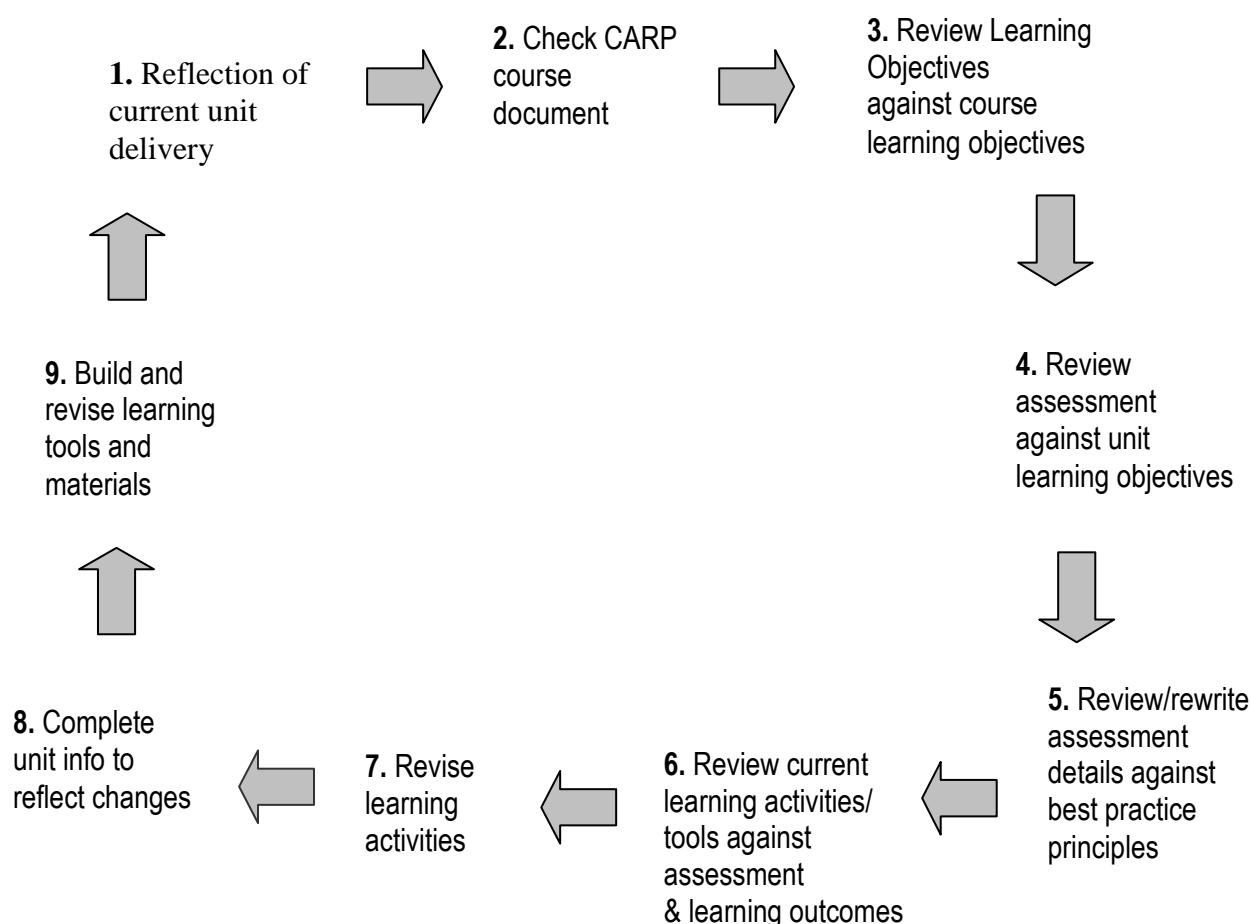 1. Reflection of
current unit
delivery
2. Check CARP
course
document
3. Review Learning
Objectives
against course
learning objectives
4. Review
assessment
against unit
learning objectives
5. Review/rewrite
assessment
details against
best practice
principles
6. Review current
learning activities/
tools against
assessment
& learning outcomes
7. Revise
learning
activities
8. Complete
unit info to
reflect changes
9. Build and
revise learning
tools and
materials